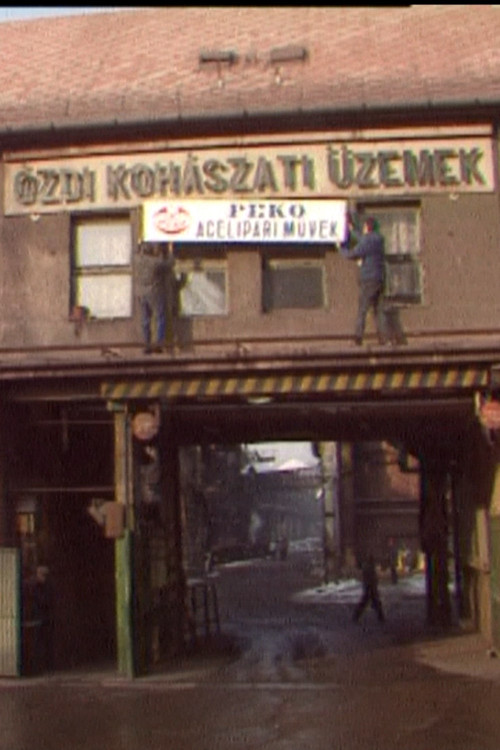 ÓZDI KOHÁSZATI ÜZEMEK
PEKO
ACÉLIPARI MŰVEK